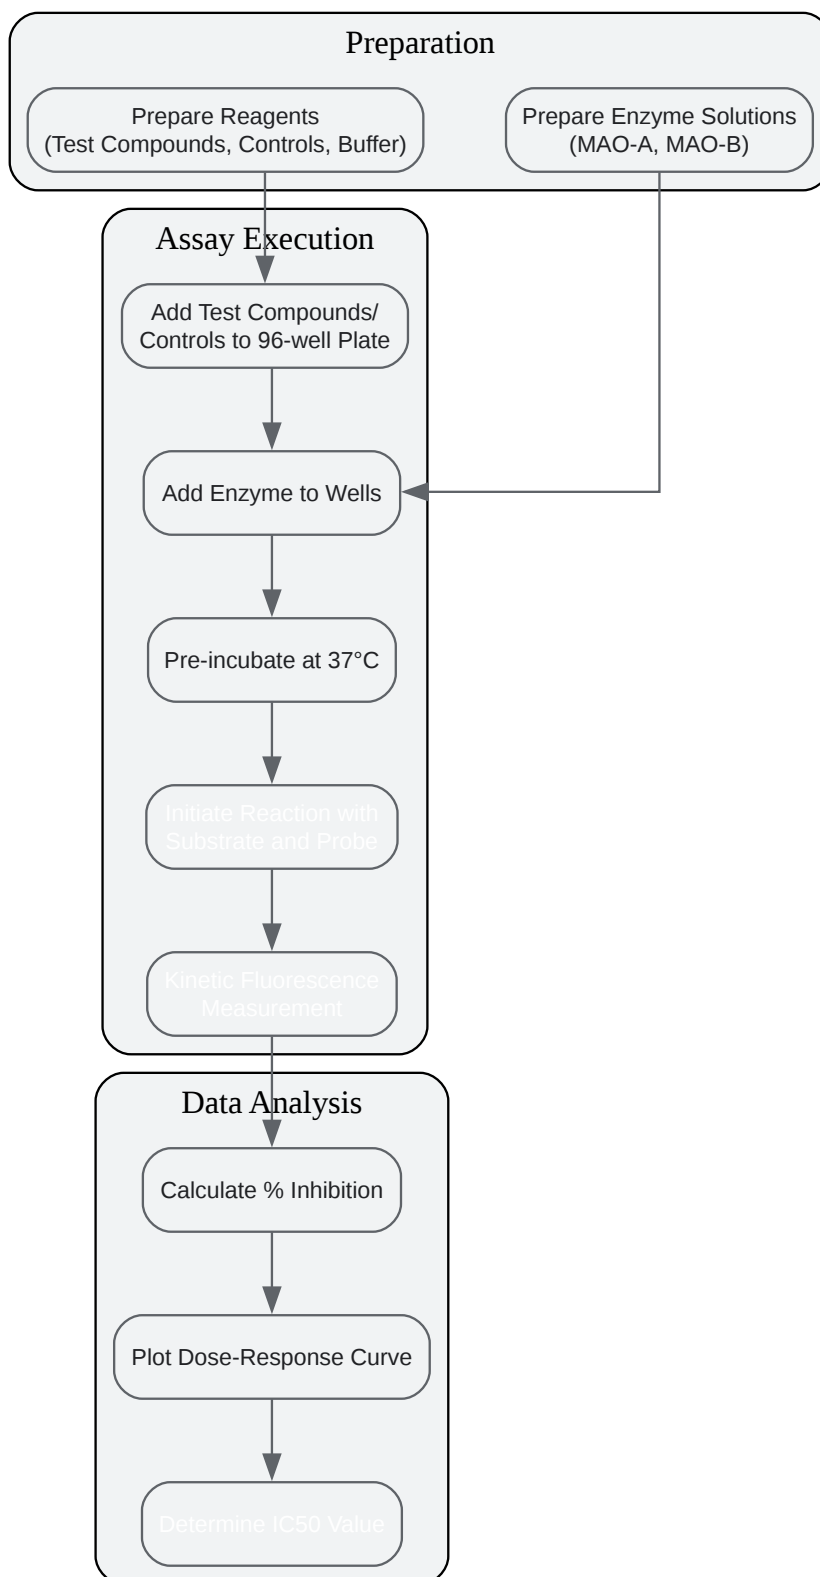 Preparation
Prepare Reagents
(Test Compounds, Controls, Buffer)
Prepare Enzyme Solutions
(MAO-A, MAO-B)
Assay Execution
Add Test Compounds/
Controls to 96-well Plate
Add Enzyme to Wells
Pre-incubate at 37°C
Initiate Reaction with
Substrate and Probe
Kinetic Fluorescence
Measurement
Data Analysis
Calculate % Inhibition
Plot Dose-Response Curve
Determine IC50 Value